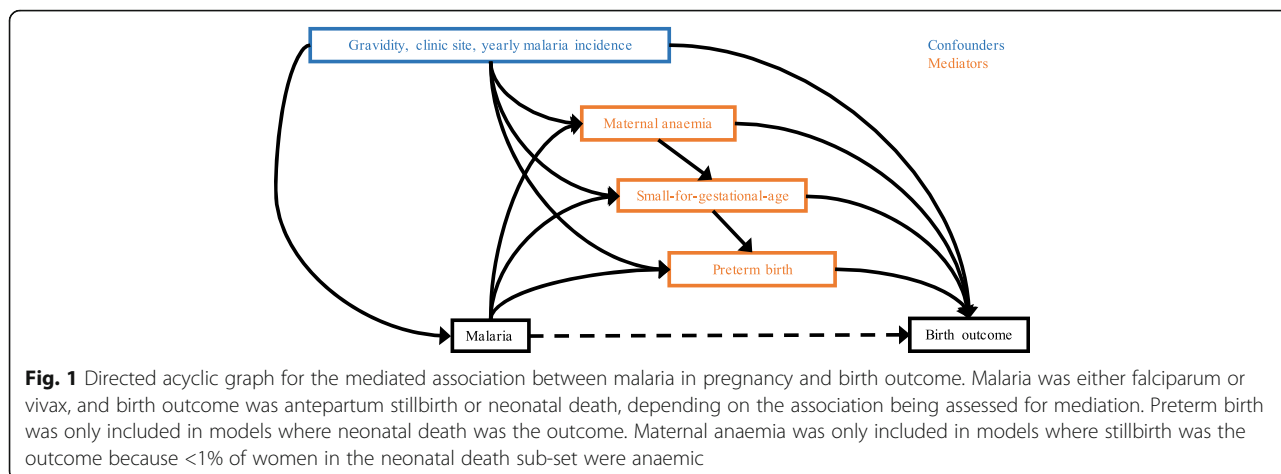 Gravidity, clinic site, yearly malaria incidence
Confounders
Mediators
Maternal anaemia
Small-for-gestational-age
Preterm birth
Malaria
Birth outcome
Fig. 1 Directed acyclic graph for the mediated association between malaria in pregnancy and birth outcome. Malaria was either falciparum or
vivax, and birth outcome was antepartum stillbirth or neonatal death, depending on the association being assessed for mediation. Preterm birth
was only included in models where neonatal death was the outcome. Maternal anaemia was only included in models where stillbirth was the
outcome because <1% of women in the neonatal death sub-set were anaemic